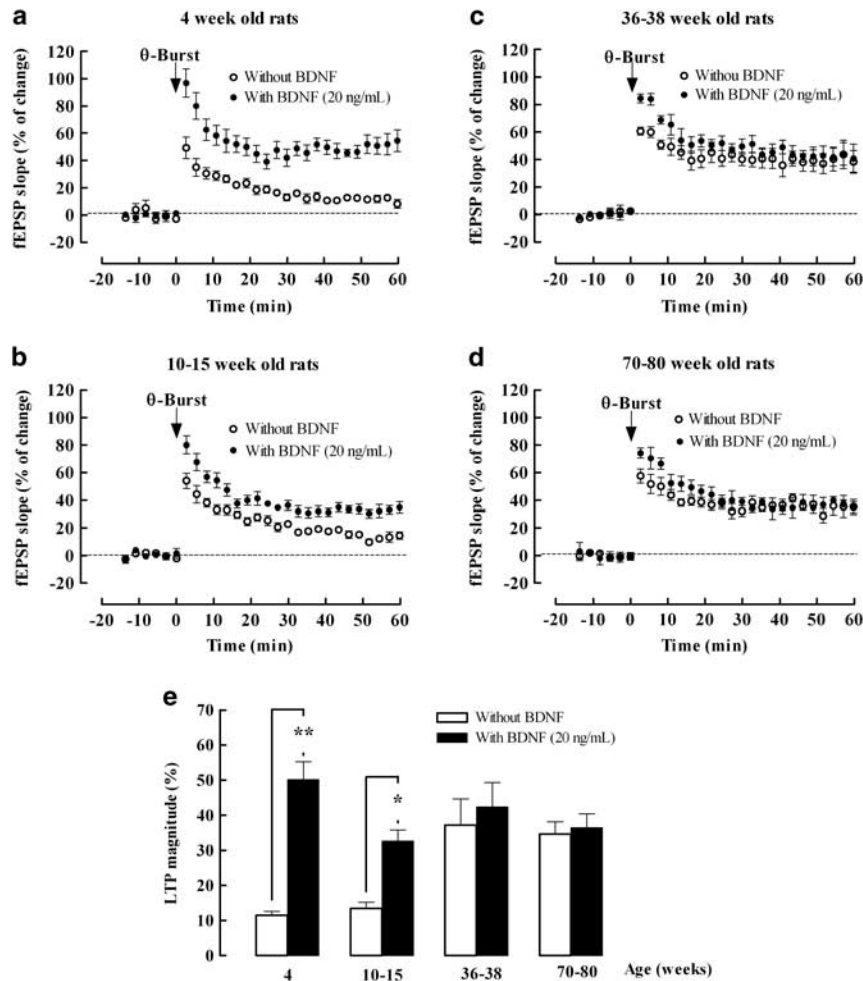 a
4 week old rats
θ-Burst
Without BDNF
With BDNF (20 ng/mL)
fEPSP slope (% of change)
120
100
80
60
40
20
0
-20
-20 -10 0 10 20 30 40 50 60
Time (min)
b
10-15 week old rats
θ-Burst
Without BDNF
With BDNF (20 ng/mL)
fEPSP slope (% of change)
120
100
80
60
40
20
0
-20
-20 -10 0 10 20 30 40 50 60
Time (min)
c
36-38 week old rats
θ-Burst
Without BDNF
With BDNF (20 ng/mL)
fEPSP slope (% of change)
120
100
80
60
40
20
0
-20
-20 -10 0 10 20 30 40 50 60
Time (min)
d
70-80 week old rats
θ-Burst
Without BDNF
With BDNF (20 ng/mL)
fEPSP slope (% of change)
120
100
80
60
40
20
0
-20
-20 -10 0 10 20 30 40 50 60
Time (min)
e
Without BDNF
With BDNF (20 ng/mL)
LTP magnitude (%)
70
60
50
40
30
20
10
0
**
*
4 10-15 36-38 70-80 Age (weeks)